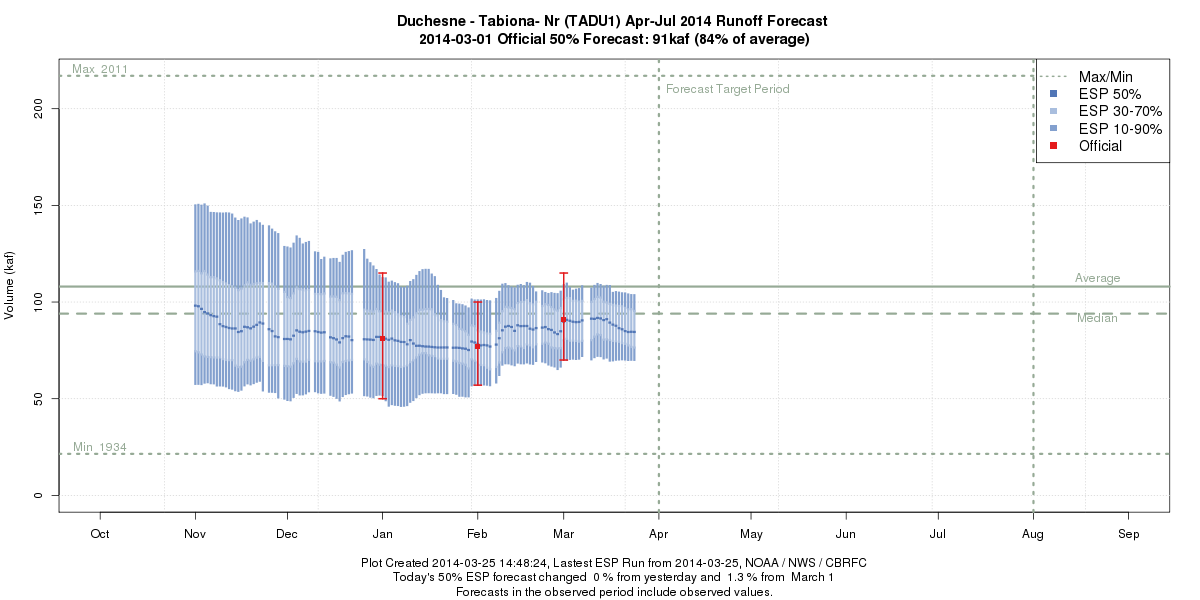 Duchesne - Tabiona- Nr (TADU1) Apr-Jul 2014 Runoff Forecast
2014-03-01 Official 50% Forecast: 91kaf (84% of average)
Max 2011
Forecast Target Period
Max/Min
ESP 50%
ESP 30-70%
ESP 10-90%
Official
200
150
Volume (kaf)
Average
100
Median
50
Min 1934
0
Oct Nov Dec Jan Feb Mar Apr May Jun Jul Aug Sep
Plot Created 2014-03-25 14:48:24, Lastest ESP Run from 2014-03-25, NOAA / NWS / CBRFC
Today's 50% ESP forecast changed 0 % from yesterday and 1.3 % from March 1
Forecasts in the observed period include observed values.